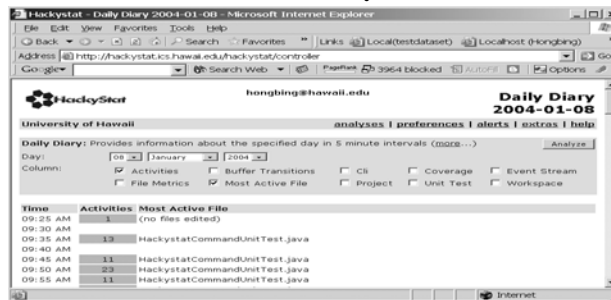 Hackystat - Daily Diary 2004-01-08 - Microsoft Internet Explorer
File Edit View Favorites Tools Help
Back Search Favorites » Links Local(testdataset) Localhost (Hongbing)
Address http://hackystat.ics.hawaii.edu/hackystat/controller Go
Google Search Web PageRank 3964 blocked AutoFill Options
HackyStat hongbing@hawaii.edu Daily Diary
2004-01-08
University of Hawaii analyses | preferences | alerts | extras | help
Daily Diary: Provides information about the specified day in 5 minute intervals (more...) Analyze
Day: 08 January 2004
Column: Activities Buffer Transitions Cli Coverage Event Stream
File Metrics Most Active File Project Unit Test Workspace
Time Activities Most Active File
09:25 AM 1 (no files edited)
09:30 AM
09:35 AM 13 HackystatCommandUnitTest.java
09:40 AM
09:45 AM 11 HackystatCommandUnitTest.java
09:50 AM 23 HackystatCommandUnitTest.java
09:55 AM 11 HackystatCommandUnitTest.java
Internet